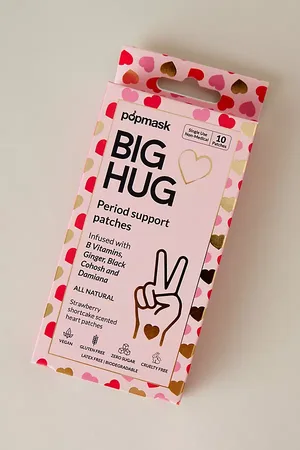 popmask
Single Use
Non-Medical
10
Patches
BIG
HUG
Period support
patches
Infused with
B Vitamins,
Ginger, Black
Cohosh and
Damiana
ALL NATURAL
Strawberry
shortcake scented
heart patches
VEGAN
GLUTEN FREE
ZERO SUGAR
CRUELTY FREE
LATEX FREE | BIODEGRADABLE